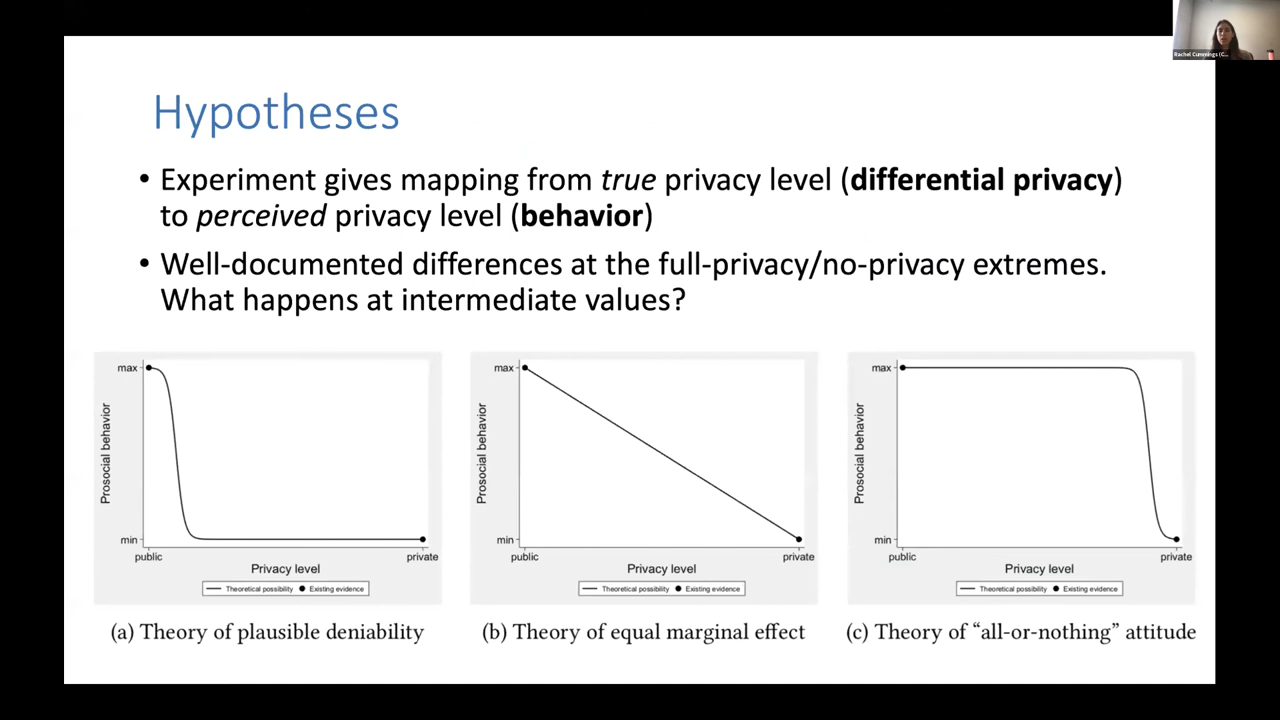 Rachel Cummings (C...
Hypotheses
• Experiment gives mapping from true privacy level (differential privacy)
to perceived privacy level (behavior)
• Well-documented differences at the full-privacy/no-privacy extremes.
What happens at intermediate values?
max
Prosocial behavior
min
public
private
Privacy level
Theoretical possibility
Existing evidence
(a) Theory of plausible deniability
max
Prosocial behavior
min
public
private
Privacy level
Theoretical possibility
Existing evidence
(b) Theory of equal marginal effect
max
Prosocial behavior
min
public
private
Privacy level
Theoretical possibility
Existing evidence
(c) Theory of “all-or-nothing” attitude